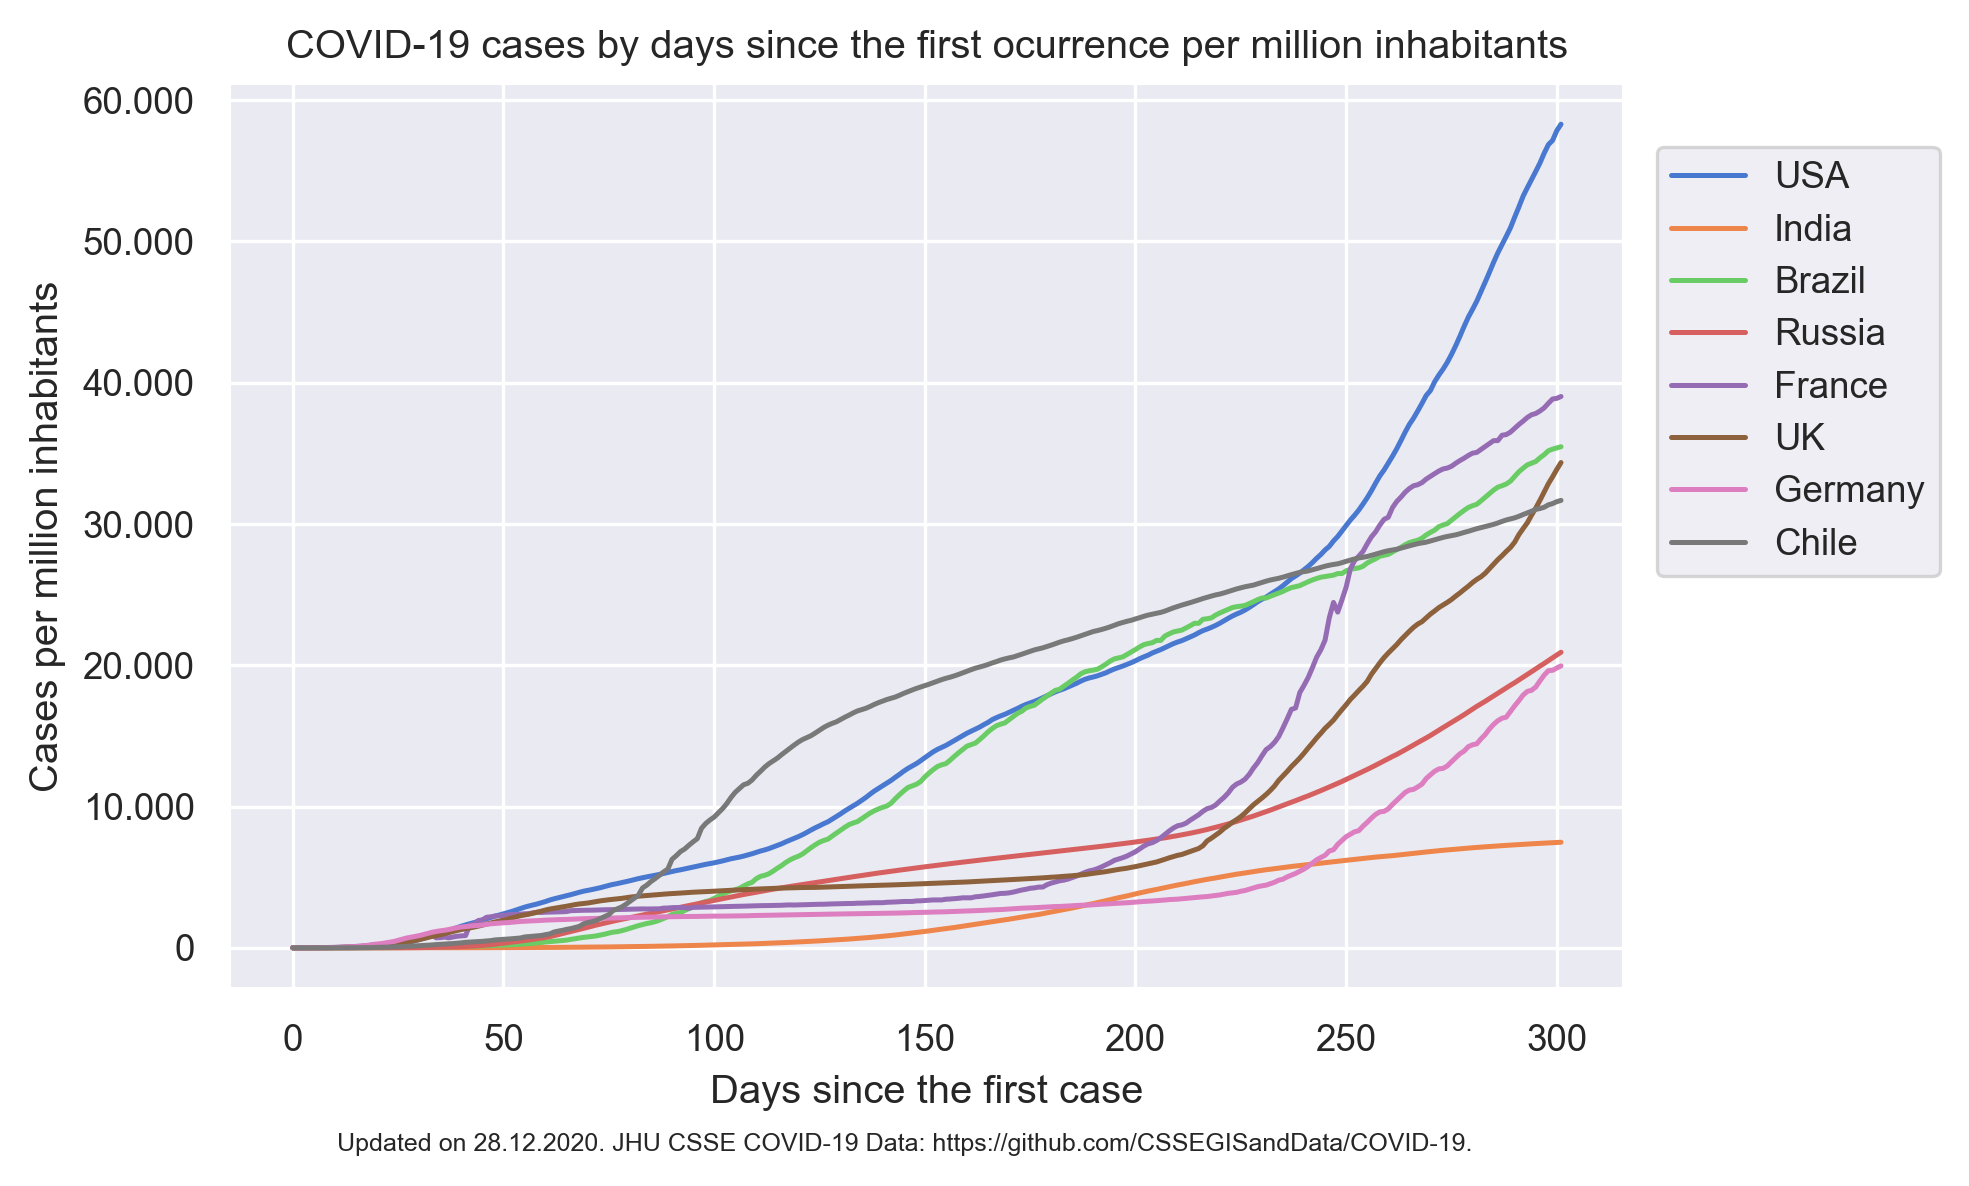 COVID-19 cases by days since the first ocurrence per million inhabitants
60.000
50.000
40.000
30.000
20.000
10.000
0
Cases per million inhabitants
0 50 100 150 200 250 300
Days since the first case
USA
India
Brazil
Russia
France
UK
Germany
Chile
Updated on 28.12.2020. JHU CSSE COVID-19 Data: https://github.com/CSSEGISandData/COVID-19.